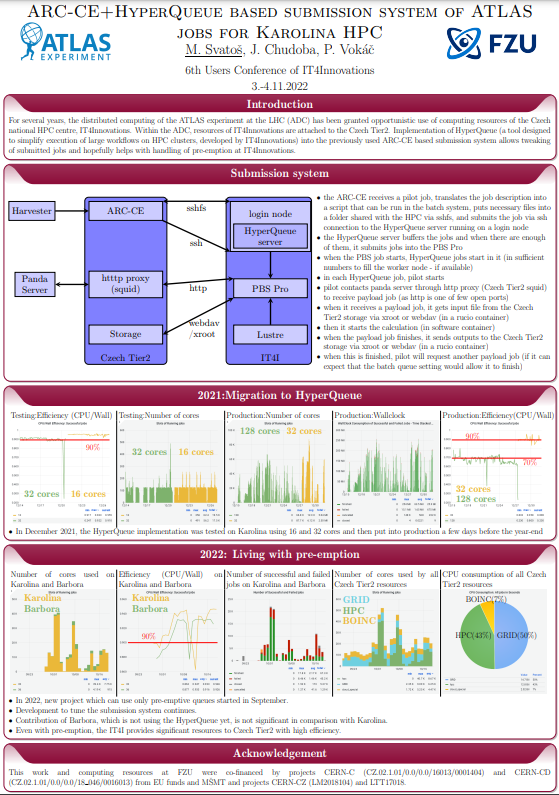 ARC-CE+HyperQueue based submission system of ATLAS
jobs for Karolina HPC
ATLAS
EXPERIMENT
M. Svatoš, J. Chudoba, P. Vokáč
FZU
6th Users Conference of IT4Innovations
3.-4.11.2022
Introduction
For several years, the distributed computing of the ATLAS experiment at the LHC (ADC) has been granted opportunistic use of computing resources of the Czech
national HPC centre, IT4Innovations. Within the ADC, resources of IT4Innovations are attached to the Czech Tier2. Implementation of HyperQueue (a tool designed
to simplify execution of large workflows on HPC clusters, developed by IT4Innovations) into the previously used ARC-CE based submission system allows tweaking
of submitted jobs and hopefully helps with handling of pre-emption at IT4Innovations.
Submission system
Harvester
ARC-CE
sshfs
login node
HyperQueue
server
ssh
Panda
Server
htttp proxy
(squid)
http
PBS Pro
webdav
/xroot
Storage
Lustre
Czech Tier2
IT4I
• the ARC-CE receives a pilot job, translates the job description into
a script that can be run in the batch system, puts necessary files into
a folder shared with the HPC via sshfs, and submits the job via ssh
connection to the HyperQueue server running on a login node
• the HyperQueue server buffers the jobs and when there are enough
of them, it submits jobs into the PBS Pro
• when the PBS job starts, HyperQueue jobs start in it (in sufficient
numbers to fill the worker node - if available)
• in each HyperQueue job, pilot starts
• pilot contacts panda server through http proxy (Czech Tier2 squid)
to receive payload job (as http is one of few open ports)
• when it receives a payload job, it gets input file from the Czech
Tier2 storage via xroot or webdav (in a rucio container)
• then it starts the calculation (in software container)
• when the payload job finishes, it sends outputs to the Czech Tier2
storage via xroot or webdav (in a rucio container)
• when this is finished, pilot will request another payload job (if it can
expect that the batch queue setting would allow it to finish)
2021:Migration to HyperQueue
Testing:Efficiency (CPU/Wall)
90%
32 cores
16 cores
Testing:Number of cores
32 cores
16 cores
Production:Number of cores
128 cores
32 cores
Production:Wallclock
Production:Efficiency(CPU/Wall)
90%
70%
32 cores
128 cores
• In December 2021, the HyperQueue implementation was tested on Karolina using 16 and 32 cores and then put into production a few days before the year-end
2022: Living with pre-emption
Number of cores used on
Karolina and Barbora
Karolina
Barbora
Efficiency (CPU/Wall) on
Karolina and Barbora
Karolina
Barbora
90%
Number of successful and failed
jobs on Karolina and Barbora
Number of cores used by all
Czech Tier2 resources
GRID
HPC
BOINC
CPU consumption of all Czech
Tier2 resources
BOINC(7%)
HPC(43%)
GRID(50%)
• In 2022, new project which can use only pre-emptive queues started in September.
• Development to tune the submission system continues.
• Contribution of Barbora, which is not using the HyperQueue yet, is not significant in comparison with Karolina.
• Even with pre-emption, the IT4I provides significant resources to Czech Tier2 with high efficiency.
Acknowledgement
This work and computing resources at FZU were co-financed by projects CERN-C (CZ.02.1.01/0.0/0.0/16013/0001404) and CERN-CD
(CZ.02.1.01/0.0/0.0/18_046/0016013) from EU funds and MŠMT and projects CERN-CZ (LM2018104) and LTT17018.